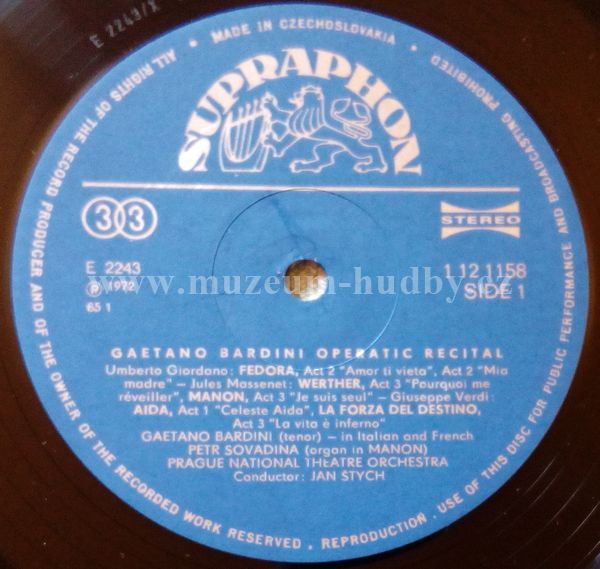 E 2243/X
ALL RIGHTS OF THE RECORD PRODUCER AND OF THE OWNER OF THE RECORDED WORK RESERVED . REPRODUCTION . USE OF THIS DISC FOR PUBLIC PERFORMANCE AND BROADCASTING PROHIBITED
• MADE IN CZECHOSLOVAKIA •
SUPRAPHON
33
STEREO
E 2243
1 12 1158
℗ 1972
SIDE 1
65 1
www.muzeum-hudby.cz
GAETANO BARDINI OPERATIC RECITAL
Umberto Giordono: FEDORA, Act 2 "Amor ti vieta", Act 2 "Mia
madre" – Jules Massenet: WERTHER, Act 3 "Pourquoi me
réveiller", MANON, Act 3 "Je suis seul" – Giuseppe Verdi:
AIDA, Act 1 "Celeste Aida", LA FORZA DEL DESTINO,
Act 3 "La vita è inferno"
GAETANO BARDINI (tenor) – in Italian and French
PETR SOVADINA (organ in MANON)
PRAGUE NATIONAL THEATRE ORCHESTRA
Conductor: JAN ŠTYCH